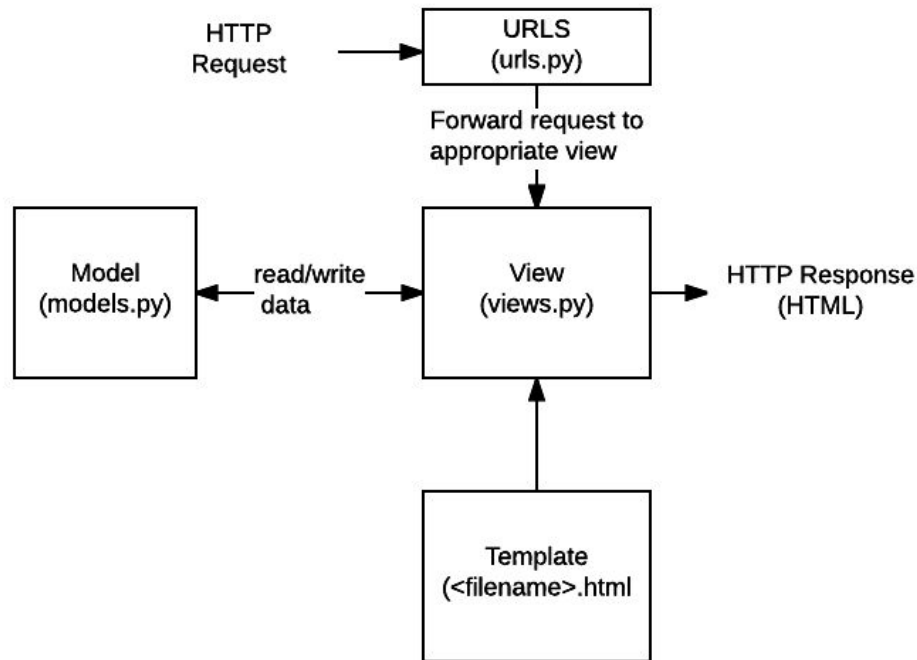 HTTP
Request
URLS
(urls.py)
Forward request to
appropriate view
Model
(models.py)
read/write
data
View
(views.py)
HTTP Response
(HTML)
Template
(<filename>.html